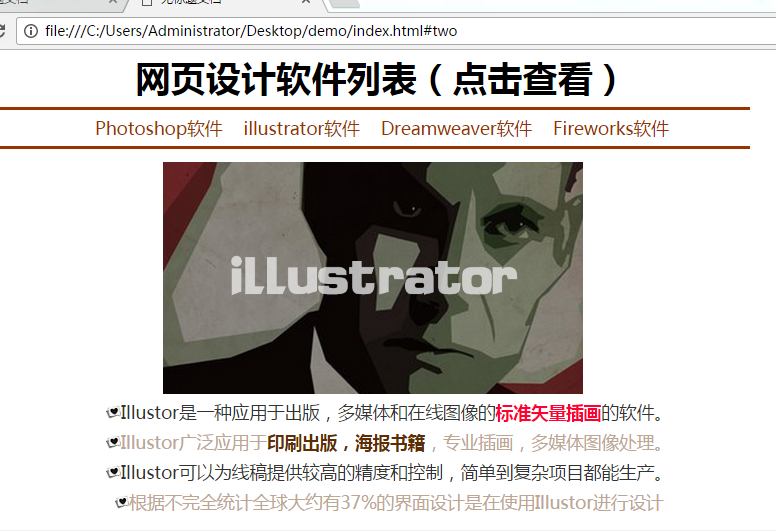 file:///C:/Users/Administrator/Desktop/demo/index.html#two
网页设计软件列表（点击查看）
Photoshop软件 illustrator软件 Dreamweaver软件 Fireworks软件
illustrator
Illustor是一种应用于出版，多媒体和在线图像的标准矢量插画的软件。
Illustor广泛应用于印刷出版，海报书籍，专业插画，多媒体图像处理。
Illustor可以为线稿提供较高的精度和控制，简单到复杂项目都能生产。
根据不完全统计全球大约有37%的界面设计是在使用Illustor进行设计